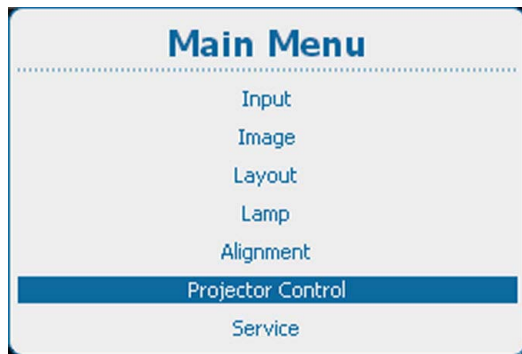 Main Menu
Input
Image
Layout
Lamp
Alignment
Projector Control
Service